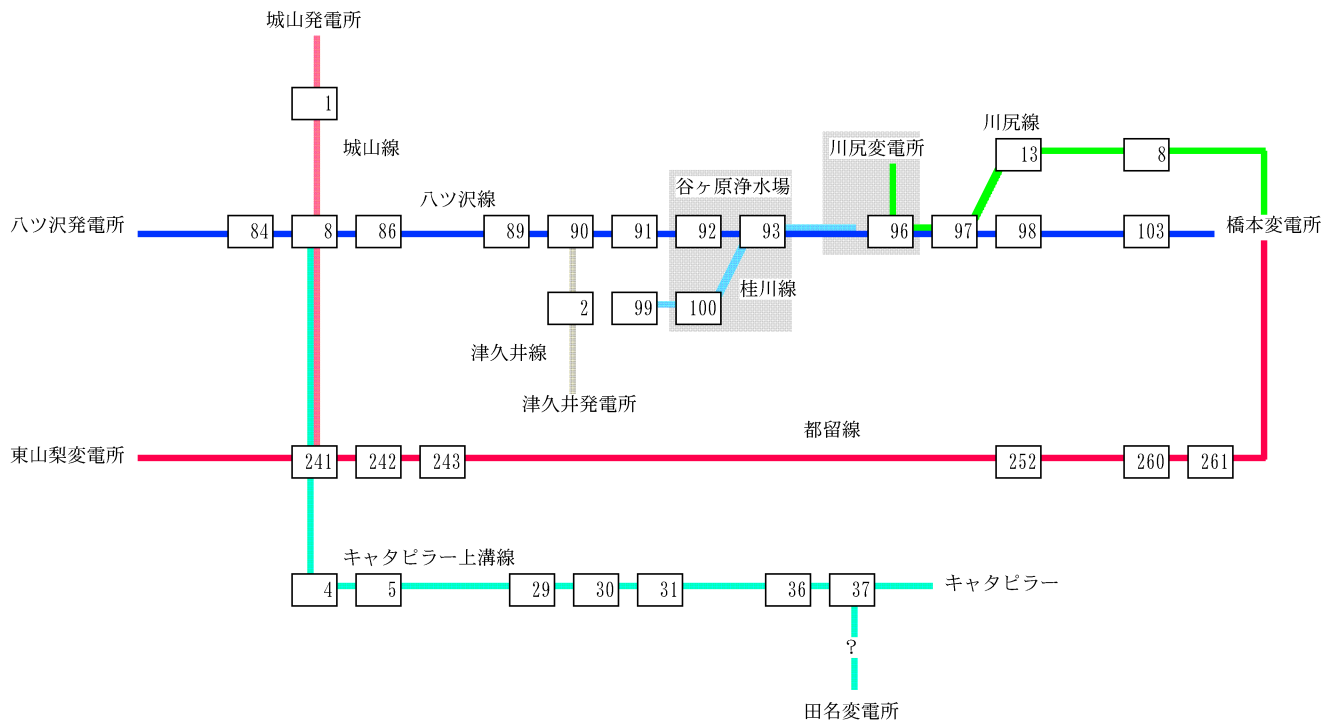 城山発電所
1
城山線
川尻線
川尻変電所
13
8
谷ヶ原浄水場
八ツ沢線
八ツ沢発電所
84
8
86
89
90
91
92
93
96
97
98
103
橋本変電所
桂川線
2
99
100
津久井線
津久井発電所
都留線
東山梨変電所
241
242
243
252
260
261
キャタピラー上溝線
4
5
29
30
31
36
37
キャタピラー
?
田名変電所